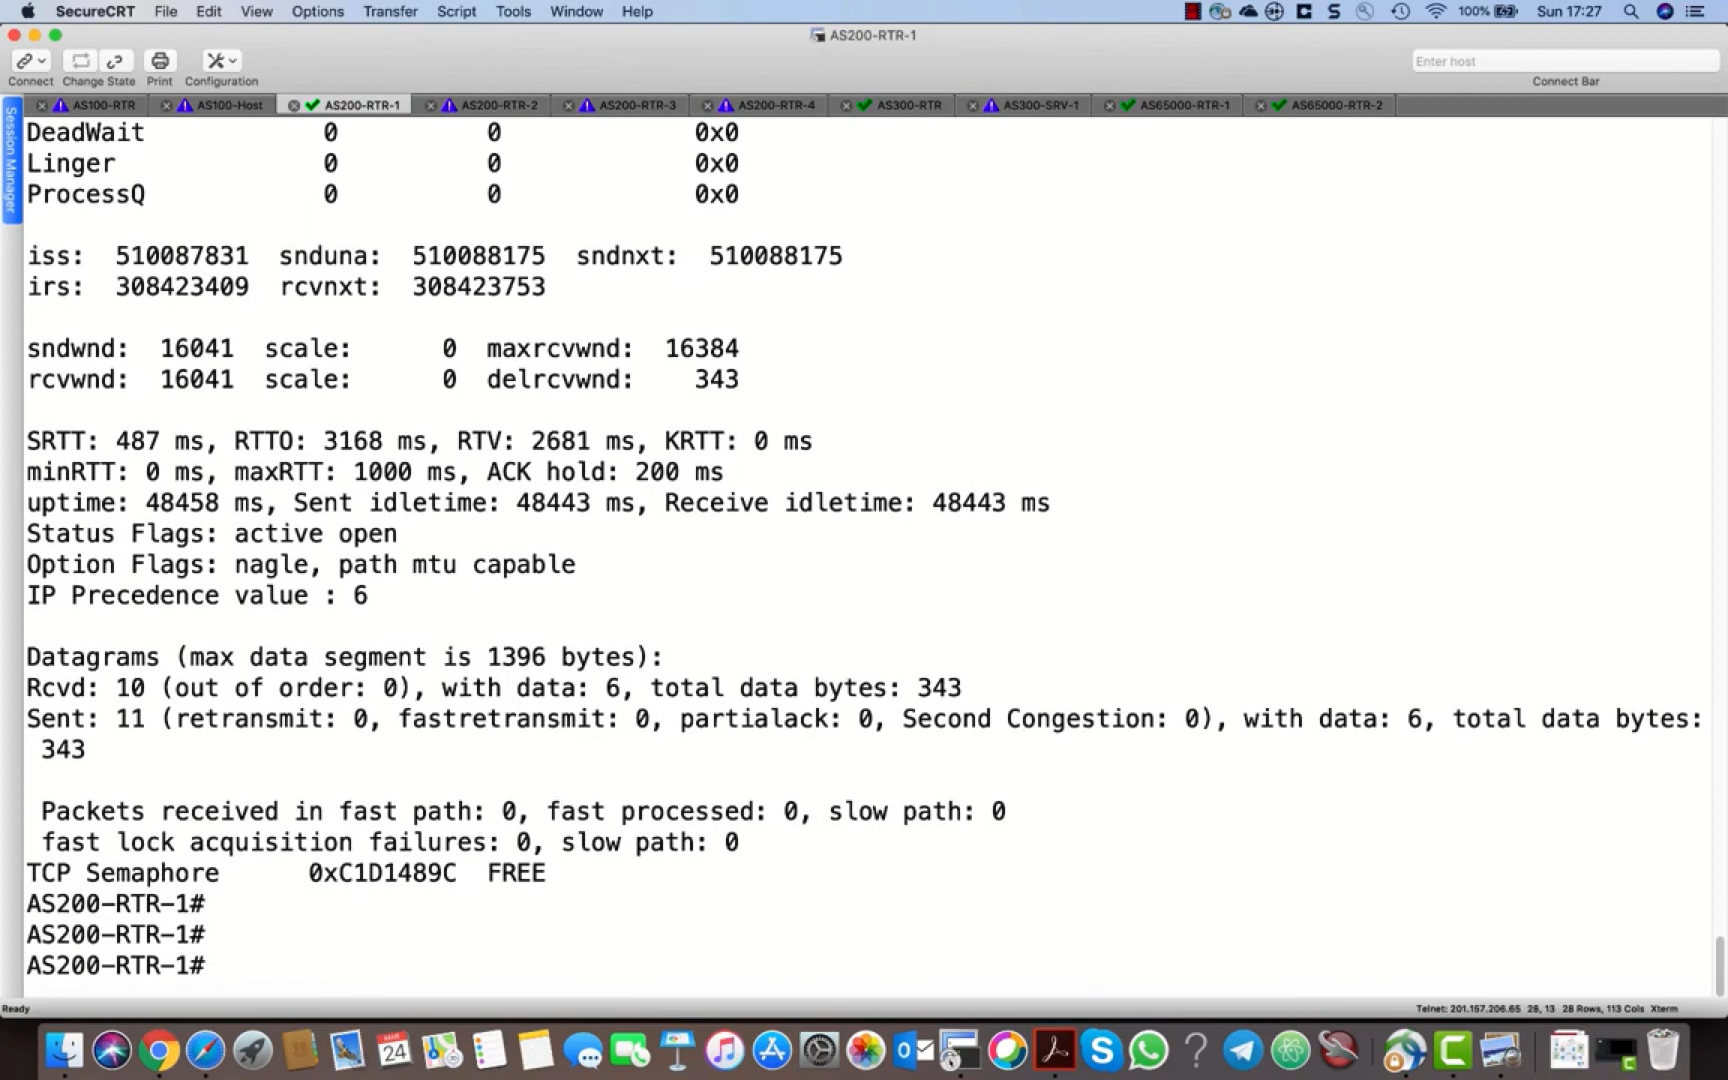 SecureCRT File Edit View Options Transfer Script Tools Window Help 100% Sun 17:27
AS200-RTR-1
Enter host
Connect Change State Print Configuration Connect Bar
AS100-RTR AS100-Host AS200-RTR-1 AS200-RTR-2 AS200-RTR-3 AS200-RTR-4 AS300-RTR AS300-SRV-1 AS65000-RTR-1 AS65000-RTR-2
Session Manager
DeadWait 0 0 0x0
Linger 0 0 0x0
ProcessQ 0 0 0x0
iss: 510087831 snduna: 510088175 sndnxt: 510088175
irs: 308423409 rcvnxt: 308423753
sndwnd: 16041 scale: 0 maxrcvwnd: 16384
rcvwnd: 16041 scale: 0 delrcvwnd: 343
SRTT: 487 ms, RTTO: 3168 ms, RTV: 2681 ms, KRTT: 0 ms
minRTT: 0 ms, maxRTT: 1000 ms, ACK hold: 200 ms
uptime: 48458 ms, Sent idletime: 48443 ms, Receive idletime: 48443 ms
Status Flags: active open
Option Flags: nagle, path mtu capable
IP Precedence value : 6
Datagrams (max data segment is 1396 bytes):
Rcvd: 10 (out of order: 0), with data: 6, total data bytes: 343
Sent: 11 (retransmit: 0, fastretransmit: 0, partialack: 0, Second Congestion: 0), with data: 6, total data bytes:
343
Packets received in fast path: 0, fast processed: 0, slow path: 0
fast lock acquisition failures: 0, slow path: 0
TCP Semaphore 0xC1D1489C FREE
AS200-RTR-1#
AS200-RTR-1#
AS200-RTR-1#
Ready Telnet: 201.157.206.65 28, 13 28 Rows, 113 Cols Xterm
24